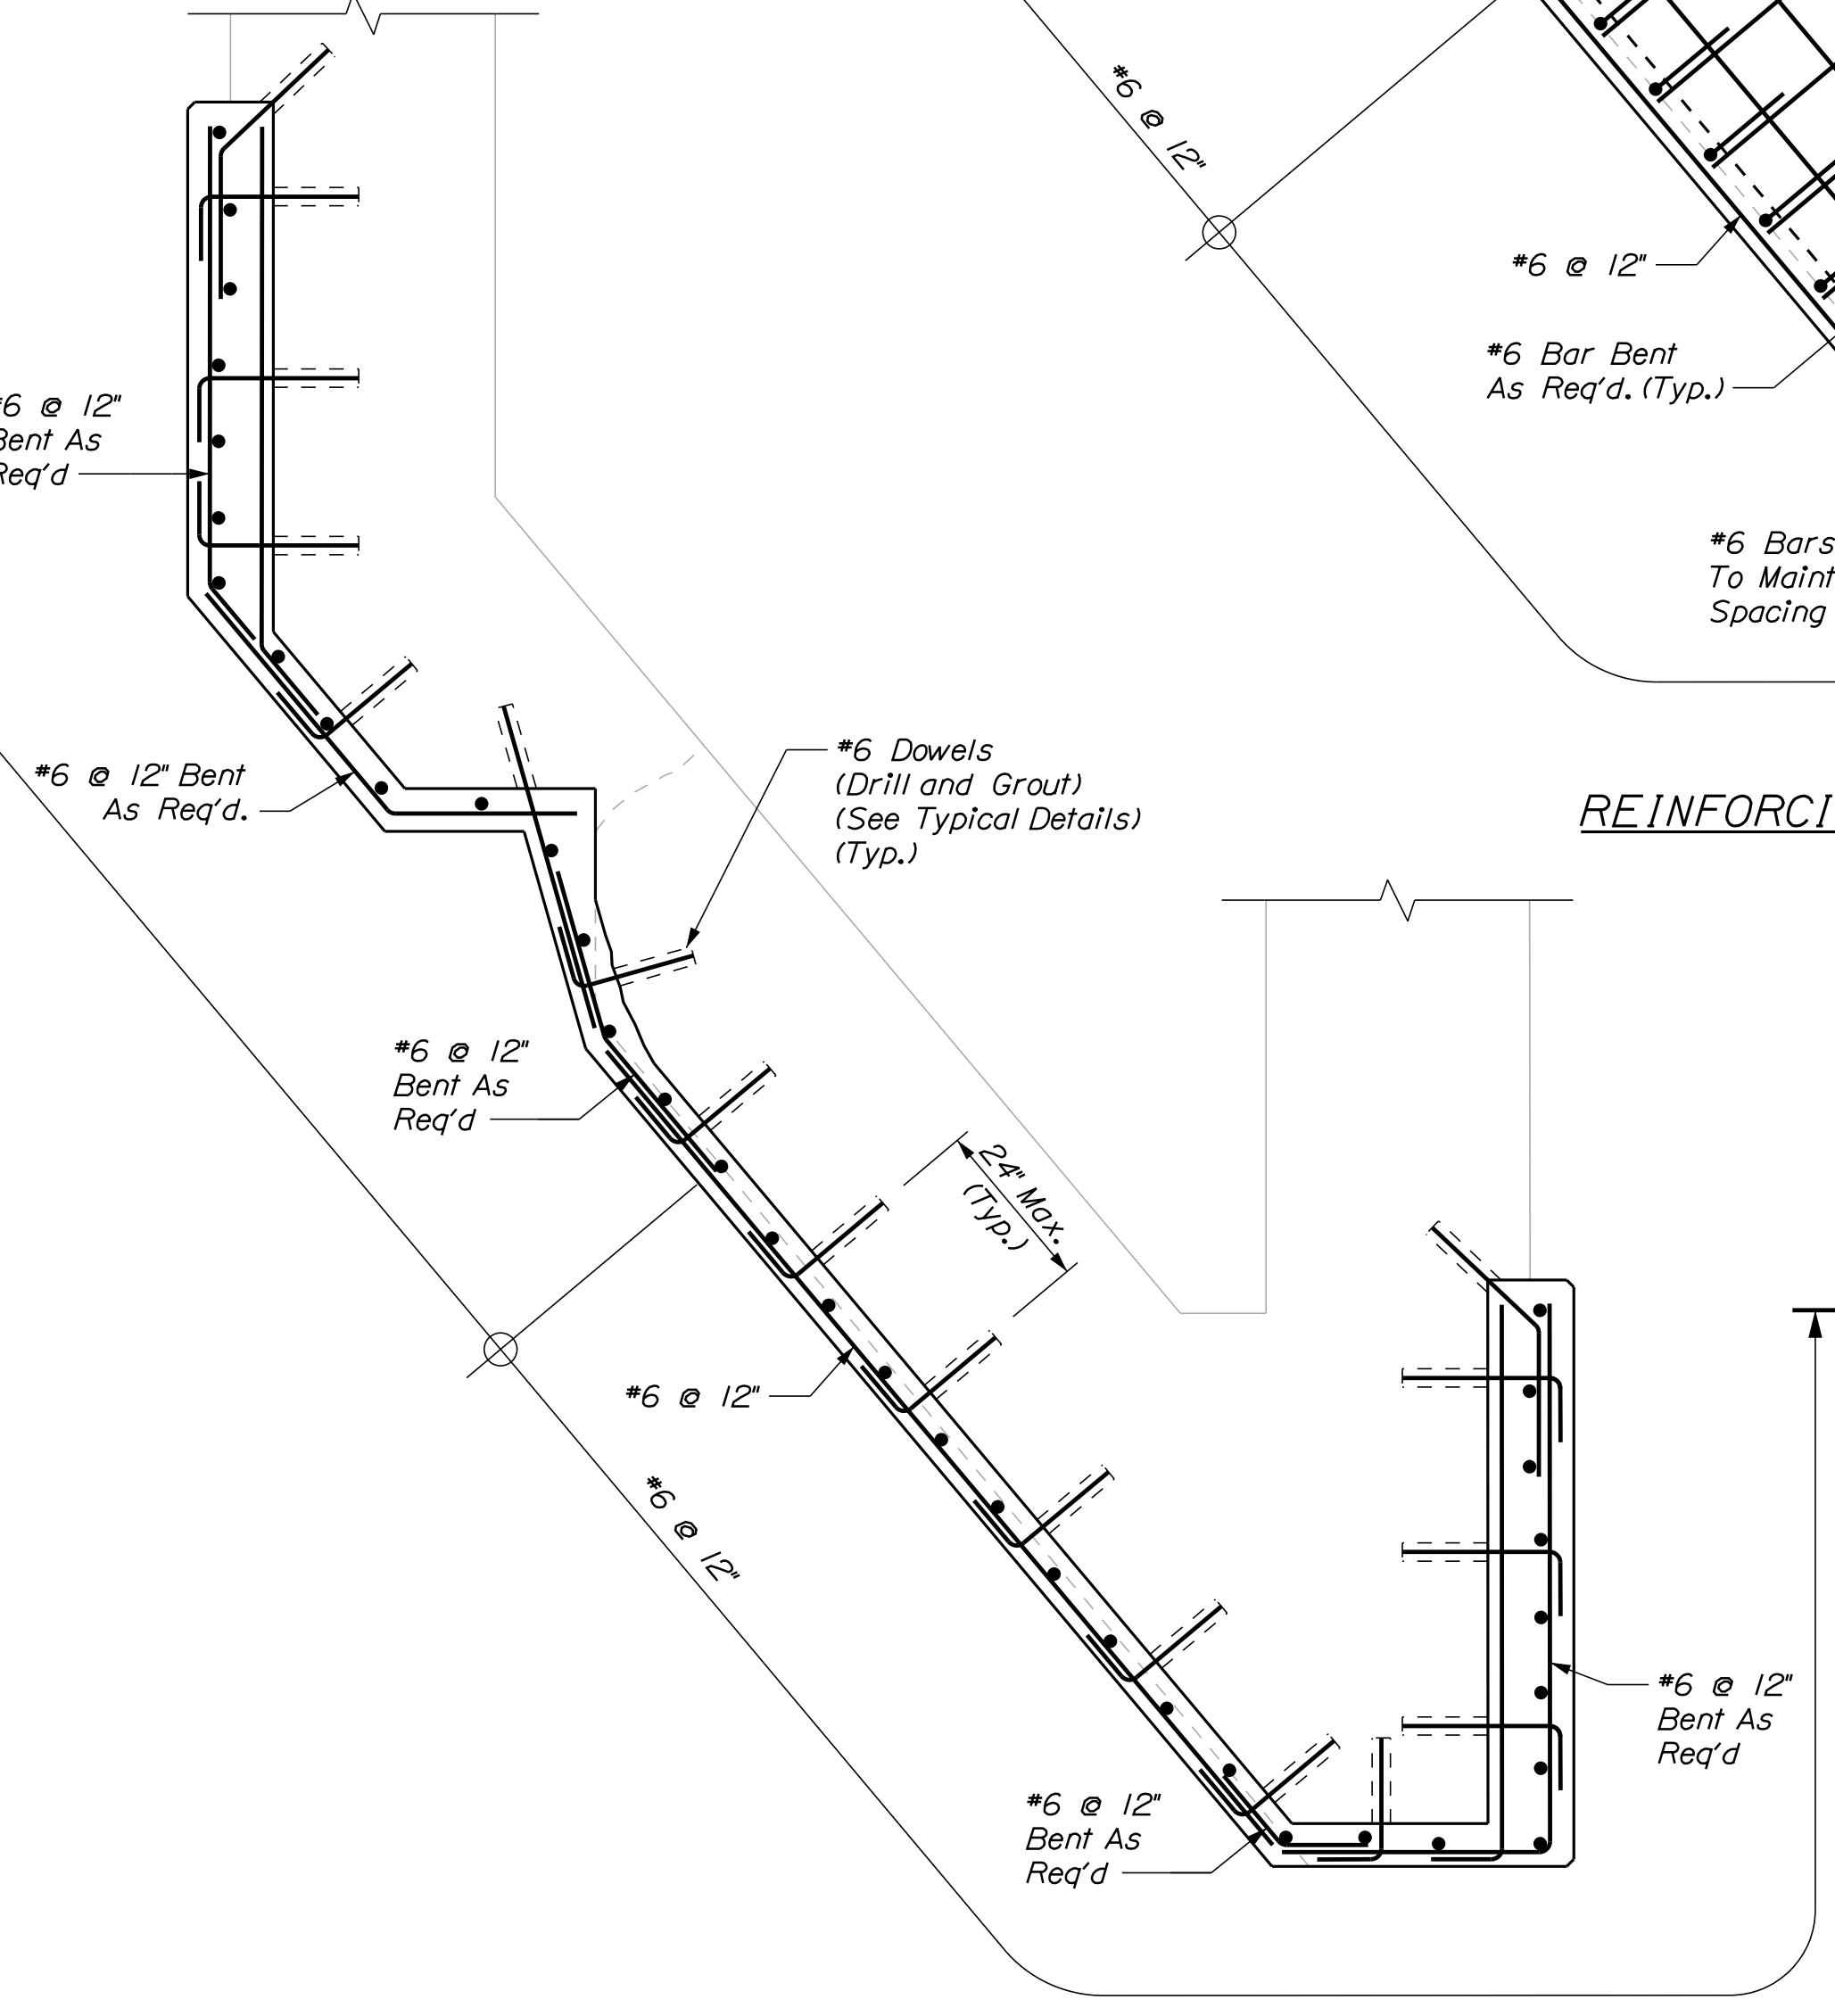 #6 @ 12"
#6 @ 12"
#6 Bar Bent
As Req'd. (Typ.)
#6 @ 12"
Bent As
Req'd
#6 Bars
To
Spacing
#6 @ 12" Bent
As Req'd.
#6 Dowels
(Drill and Grout)
(See Typical Details)
(Typ.)
#6 @ 12"
Bent As
Req'd
24" Max.
(Typ.)
#6 @ 12"
#6 @ 12"
#6 @ 12"
Bent As
Req'd
#6 @ 12"
Bent As
Req'd